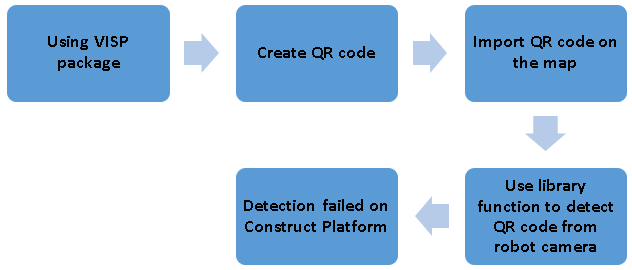 Using VISP
package
Create QR code
Import QR code on
the map
Use library
function to detect
QR code from
robot camera
Detection failed on
Construct Platform